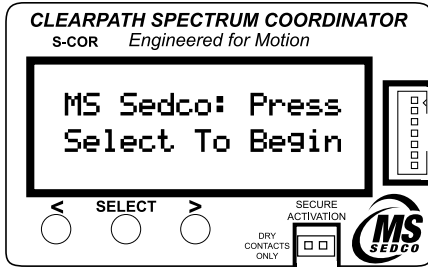 CLEARPATH SPECTRUM COORDINATOR
S-COR Engineered for Motion
MS Sedco: Press
Select To Begin
< SELECT >
SECURE
ACTIVATION
DRY
CONTACTS
ONLY
MS
SEDCO